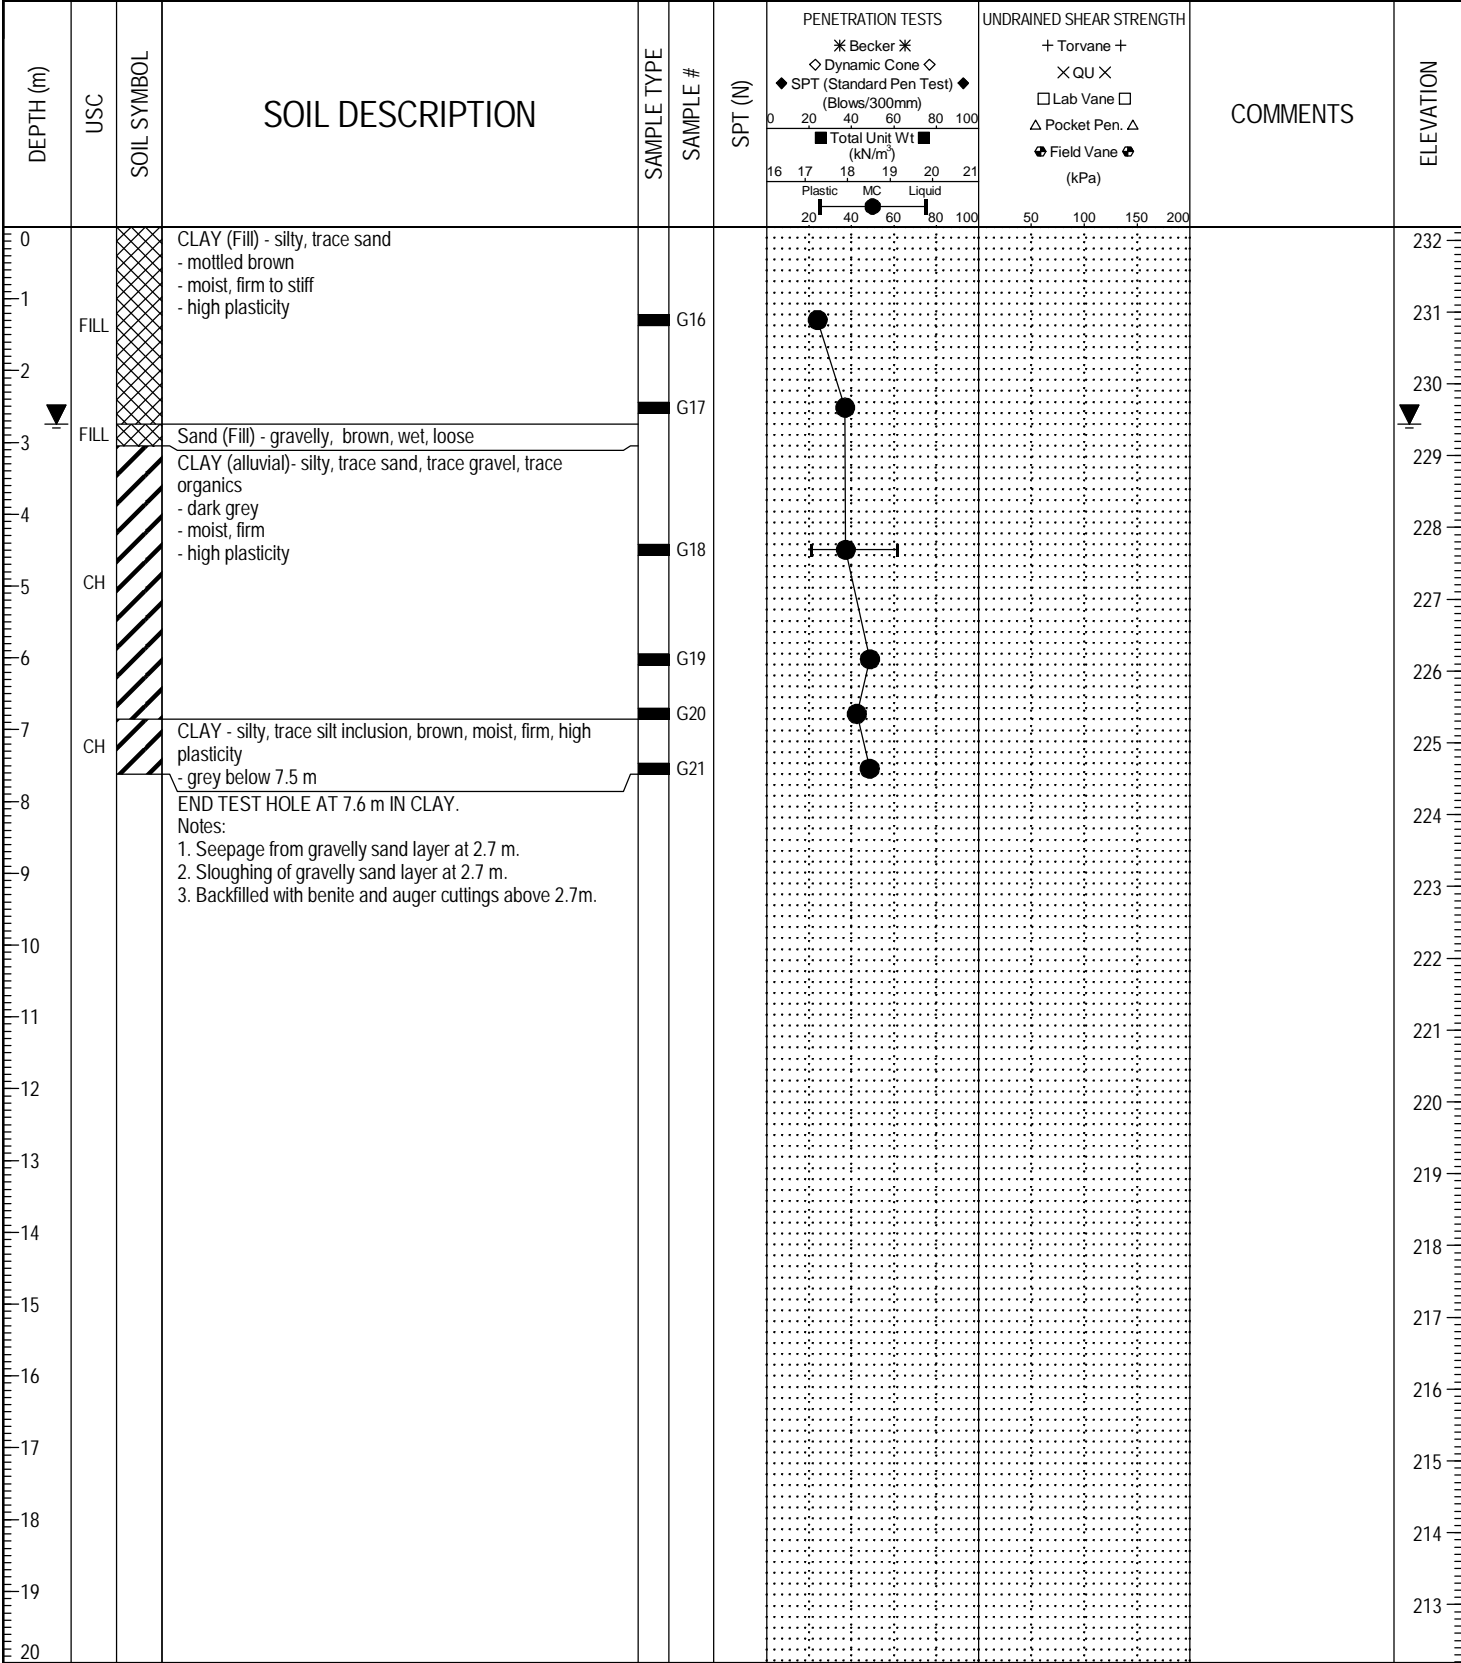 DEPTH (m)
USC
SOIL SYMBOL
SOIL DESCRIPTION
SAMPLE TYPE
SAMPLE #
SPT (N)
PENETRATION TESTS
Becker
Dynamic Cone
SPT (Standard Pen Test)
(Blows/300mm)
0 20 40 60 80 100
Total Unit Wt
(kN/m³)
16 17 18 19 20 21
Plastic MC Liquid
20 40 60 80 100
UNDRAINED SHEAR STRENGTH
+ Torvane +
× QU ×
□ Lab Vane □
△ Pocket Pen. △
Field Vane
(kPa)
50 100 150 200
COMMENTS
ELEVATION
0
1
2
3
4
5
6
7
8
9
10
11
12
13
14
15
16
17
18
19
20
FILL
FILL
CH
CH
CLAY (Fill) - silty, trace sand
- mottled brown
- moist, firm to stiff
- high plasticity
Sand (Fill) - gravelly, brown, wet, loose
CLAY (alluvial)- silty, trace sand, trace gravel, trace
organics
- dark grey
- moist, firm
- high plasticity
CLAY - silty, trace silt inclusion, brown, moist, firm, high
plasticity
- grey below 7.5 m
END TEST HOLE AT 7.6 m IN CLAY.
Notes:
1. Seepage from gravelly sand layer at 2.7 m.
2. Sloughing of gravelly sand layer at 2.7 m.
3. Backfilled with benite and auger cuttings above 2.7m.
G16
G17
G18
G19
G20
G21
232
231
230
229
228
227
226
225
224
223
222
221
220
219
218
217
216
215
214
213